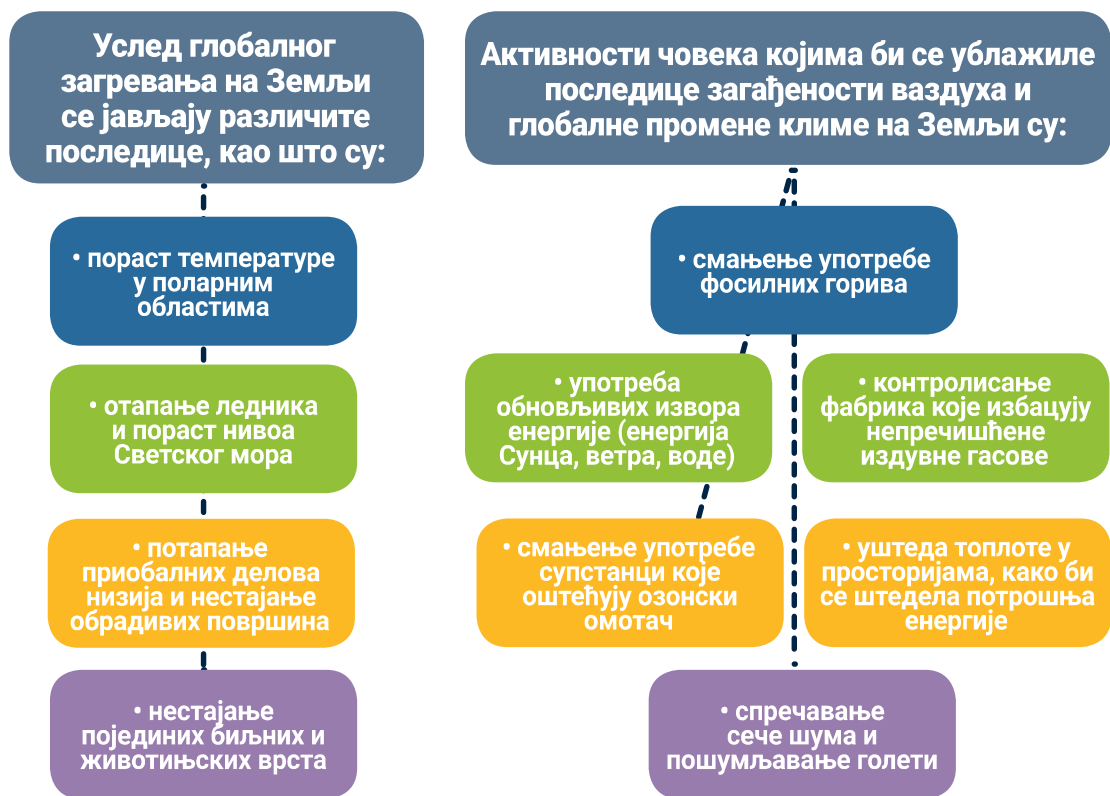 Услед глобалног
загревања на Земљи
се јављају различите
последице, као што су:
• пораст температуре
у поларним
областима
• отапање ледника
и пораст нивоа
Светског мора
• потапање
приобалних делова
низија и нестајање
обрадивих површина
• нестајање
појединих биљних и
животињских врста
Активности човека којима би се ублажиле
последице загађености ваздуха и
глобалне промене климе на Земљи су:
• смањење употребе
фосилних горива
• употреба
обновљивих извора
енергије (енергија
Сунца, ветра, воде)
• контролисање
фабрика које избацују
непречишћене
издувне гасове
• смањење употребе
супстанци које
оштећују озонски
омотач
• уштеда топлоте у
просторијама, како би
се штедела потрошња
енергије
• спречавање
сече шума и
пошумљавање голети